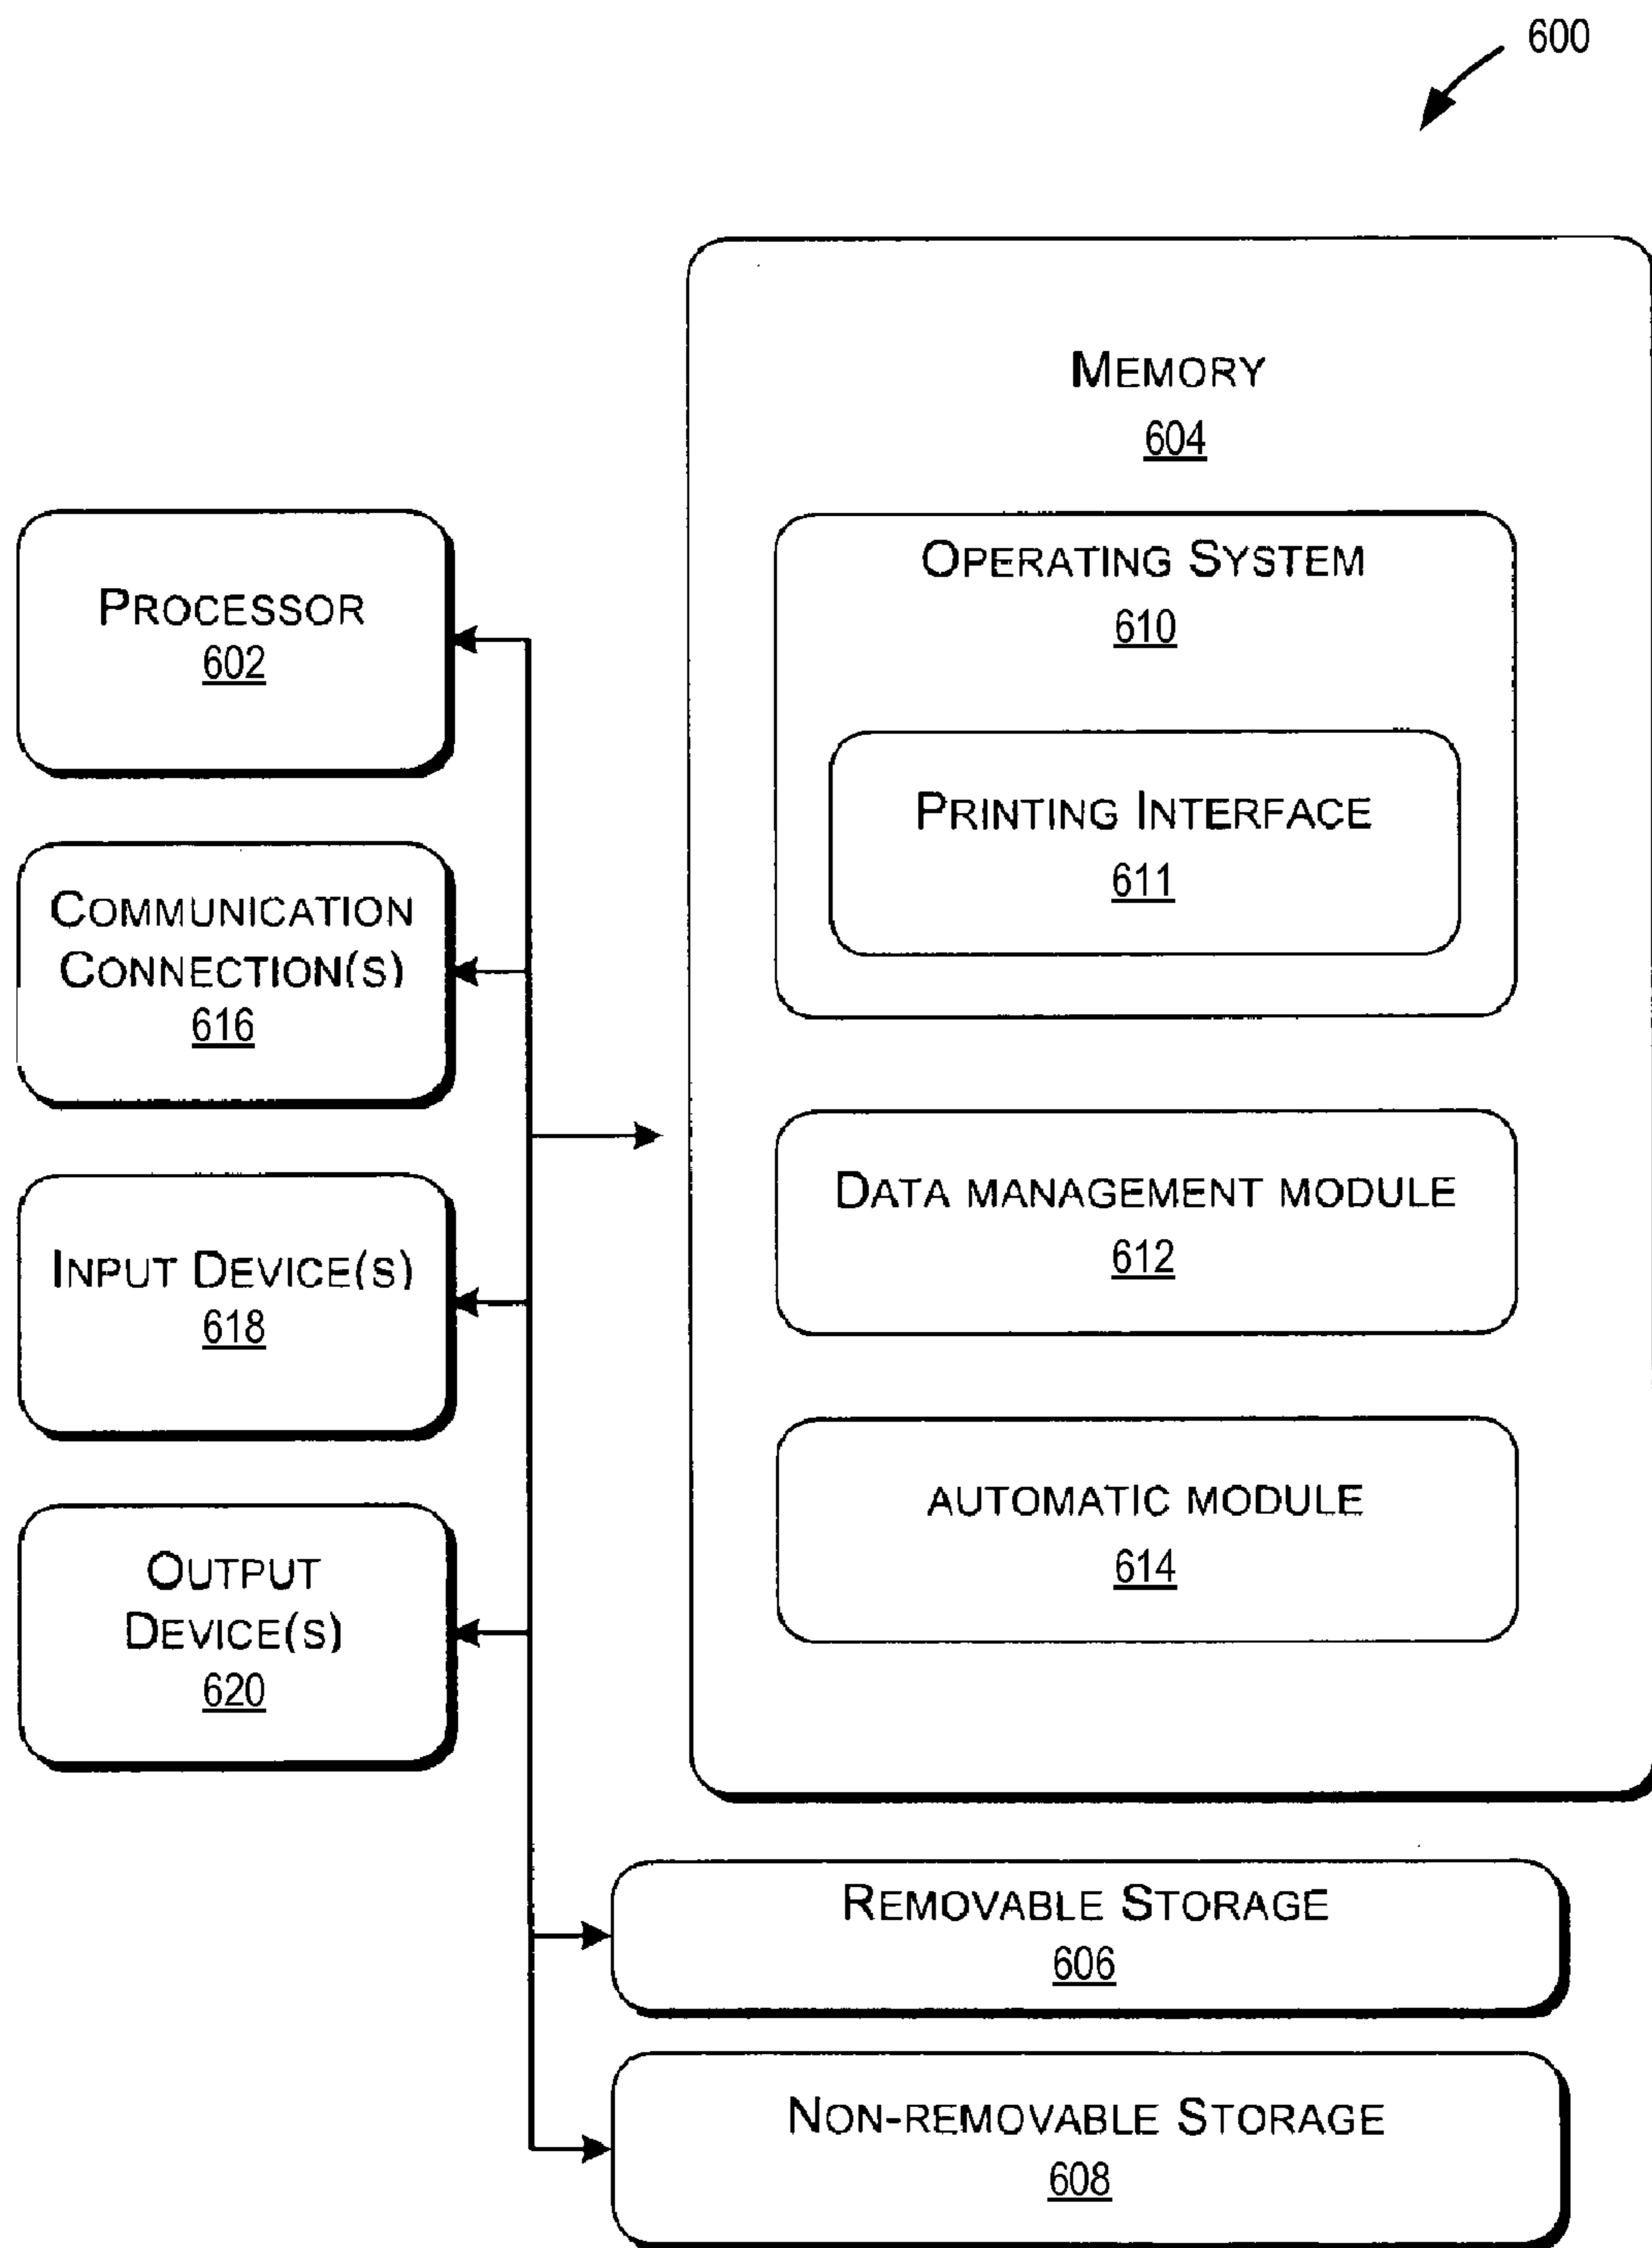 600
MEMORY
604
OPERATING SYSTEM
610
PRINTING INTERFACE
611
DATA MANAGEMENT MODULE
612
AUTOMATIC MODULE
614
PROCESSOR
602
COMMUNICATION
CONNECTION(S)
616
INPUT DEVICE(S)
618
OUTPUT
DEVICE(S)
620
REMOVABLE STORAGE
606
NON-REMOVABLE STORAGE
608